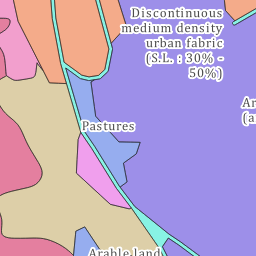 Discontinuous
medium density
urban fabric
(S.L. : 30% -
50%)
Pastures
Arable land